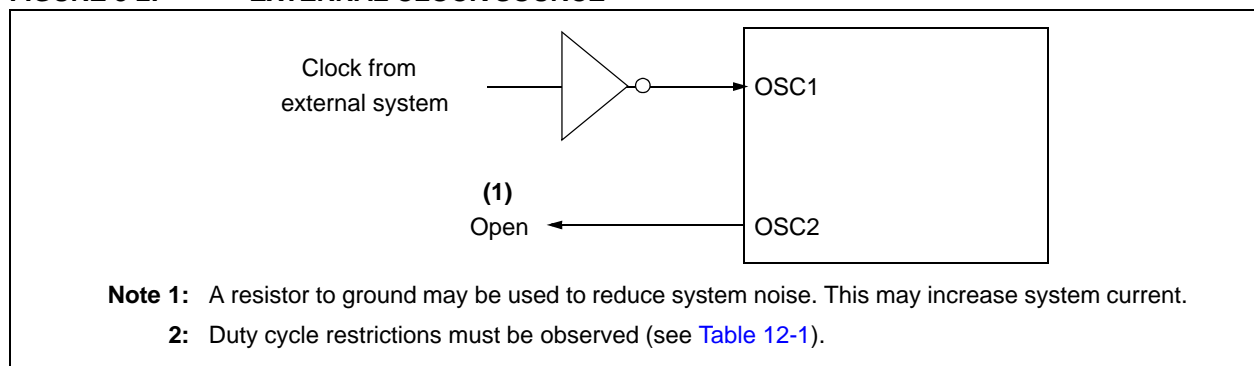 Clock from
external system
OSC1
(1)
Open
OSC2
Note 1: A resistor to ground may be used to reduce system noise. This may increase system current.
2: Duty cycle restrictions must be observed (see Table 12-1).